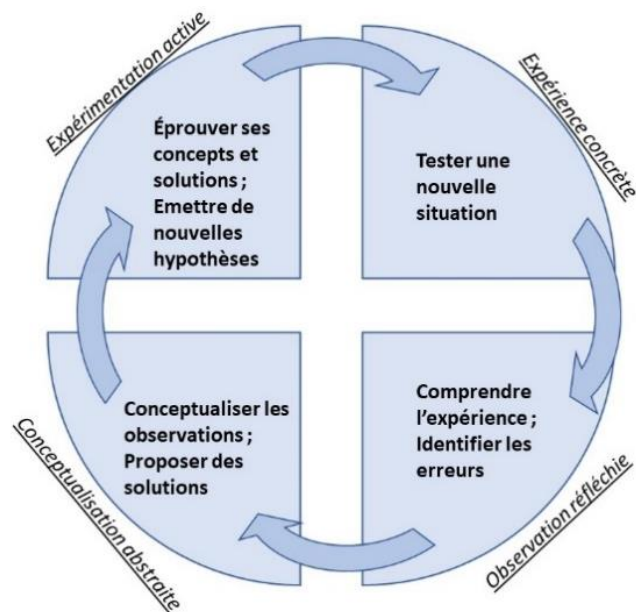 Expérimentation active
Éprouver ses
concepts et
solutions ;
Emettre de
nouvelles
hypothèses
Expérience concrète
Tester une
nouvelle
situation
Comprendre
l'expérience ;
Identifier les
erreurs
Observation réfléchie
Conceptualiser les
observations ;
Proposer des
solutions
Conceptualisation abstraite